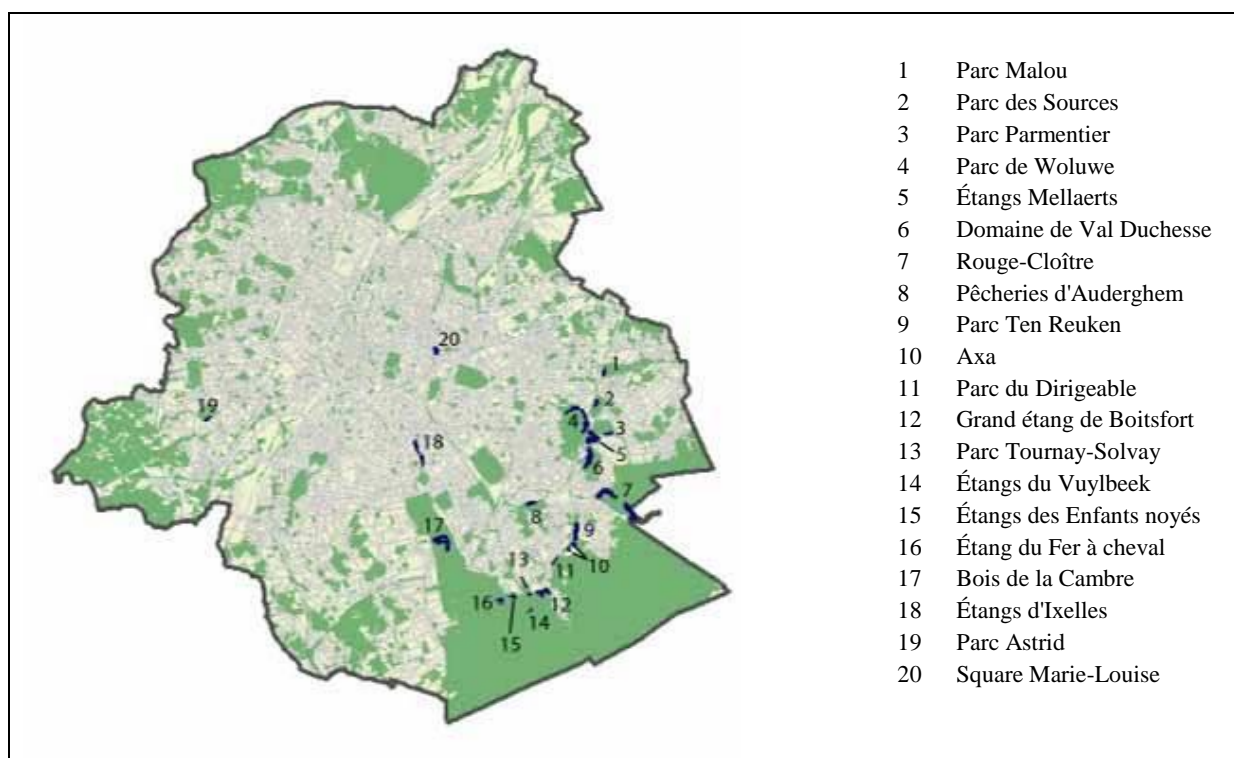 1 Parc Malou
2 Parc des Sources
3 Parc Parmentier
4 Parc de Woluwe
5 Étangs Mellaerts
6 Domaine de Val Duchesse
7 Rouge-Cloître
8 Pêcheries d'Auderghem
9 Parc Ten Reuken
10 Axa
11 Parc du Dirigeable
12 Grand étang de Boitsfort
13 Parc Tournay-Solvay
14 Étangs du Vuylbeek
15 Étangs des Enfants noyés
16 Étang du Fer à cheval
17 Bois de la Cambre
18 Étangs d'Ixelles
19 Parc Astrid
20 Square Marie-Louise
20
1
19
2
4
3
18
5
6
7
8
17
9
10
11
13
16
12
14
15